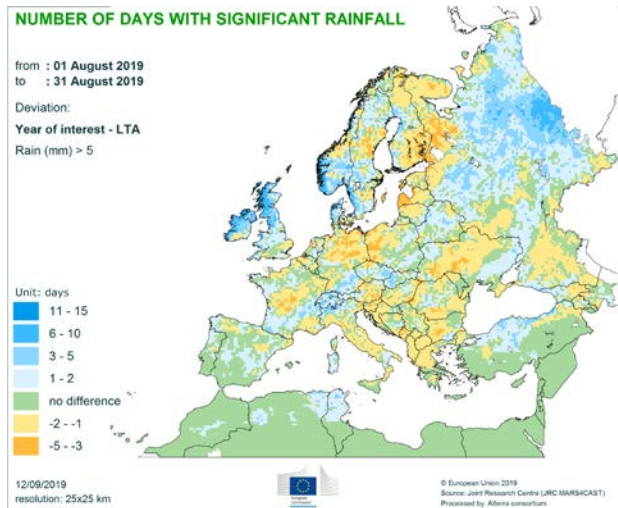 NUMBER OF DAYS WITH SIGNIFICANT RAINFALL
from : 01 August 2019
to : 31 August 2019
Deviation:
Year of interest - LTA
Rain (mm) > 5
Unit: days
11 - 15
6 - 10
3 - 5
1 - 2
no difference
-2 - -1
-5 - -3
12/09/2019
resolution: 25x25 km
European
Commission
© European Union 2019
Source: Joint Research Centre (JRC MARS4CAST)
Processed by: Alterra consortium